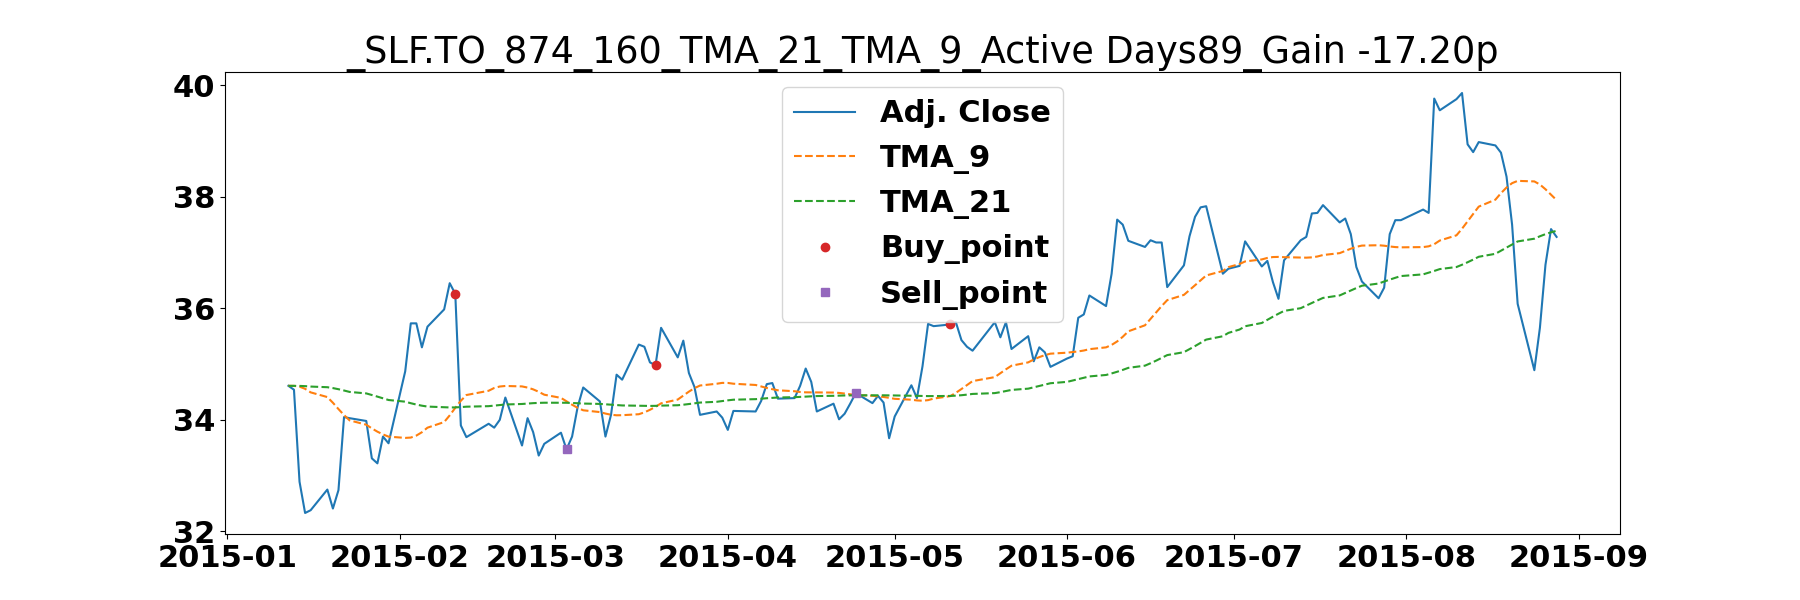 _SLF.TO_874_160_TMA_21_TMA_9_Active Days89_Gain -17.20p
40
38
36
34
32
Adj. Close
TMA_9
TMA_21
Buy_point
Sell_point
2015-01 2015-02 2015-03 2015-04 2015-05 2015-06 2015-07 2015-08 2015-09